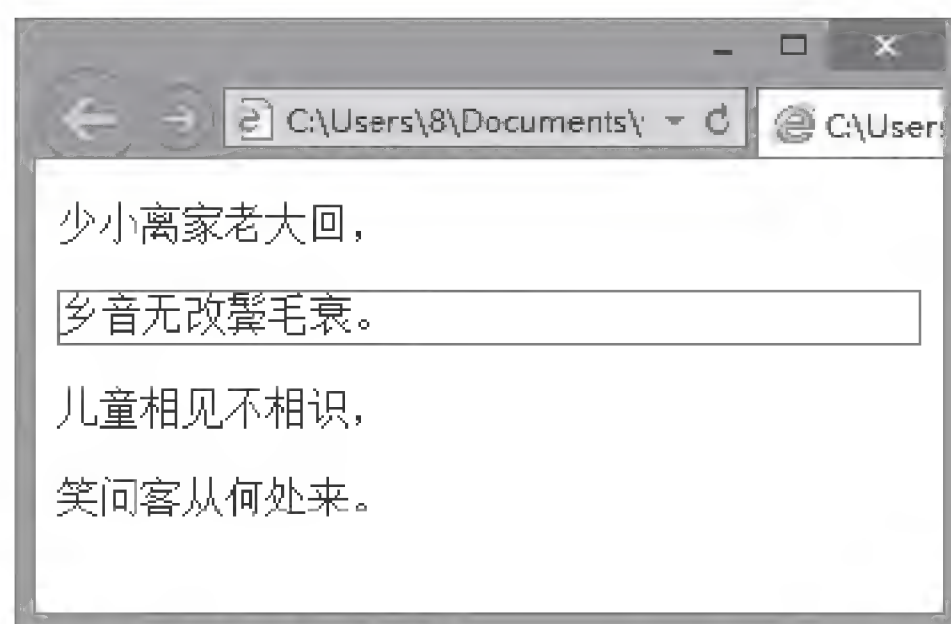 C:\Users\8\Documents\
C:\User
少小离家老大回，
乡音无改鬓毛衰。
儿童相见不相识，
笑问客从何处来。